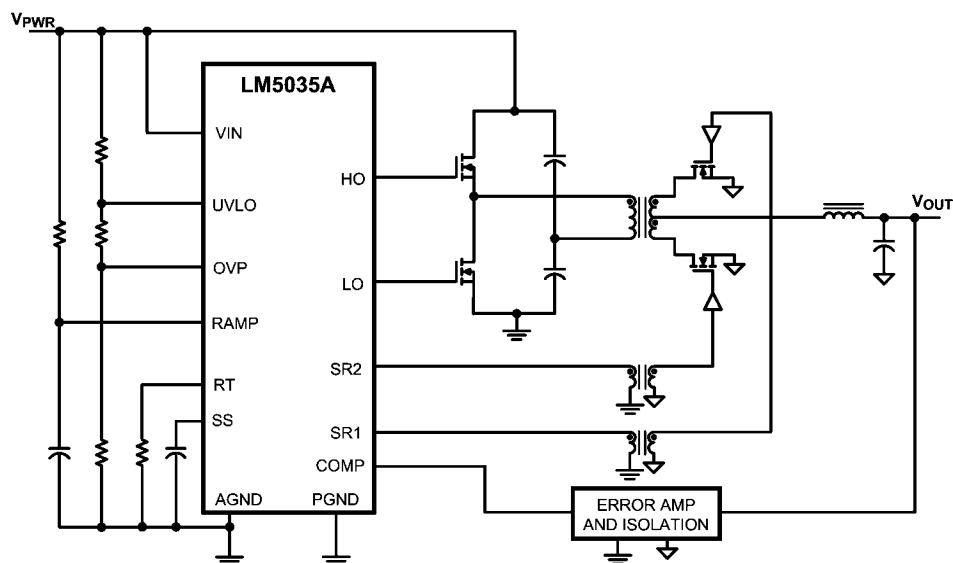 VPWR
LM5035A
VIN
HO
UVLO
VOUT
OVP
LO
RAMP
SR2
RT
SS
SR1
COMP
AGND
PGND
ERROR AMP
AND ISOLATION